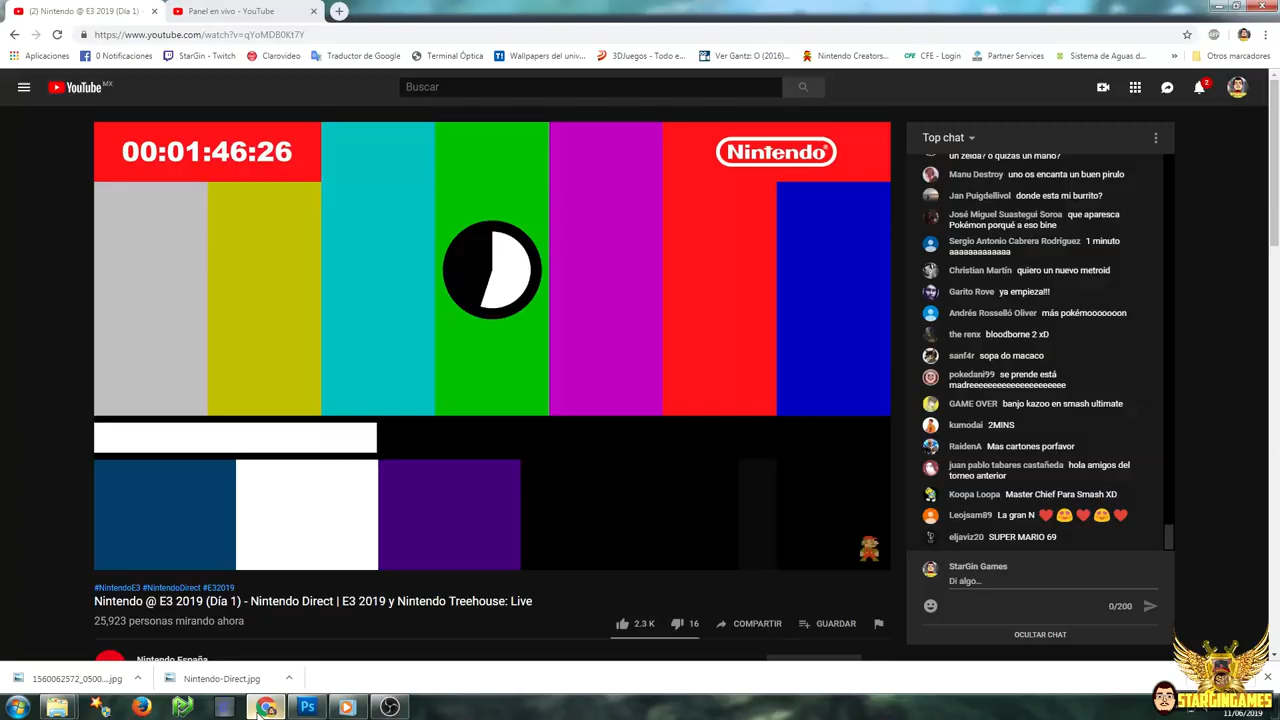 (2) Nintendo @ E3 2019 (Día 1)
Panel en vivo - YouTube
https://www.youtube.com/watch?v=qYoMDB0Kt7Y
Aplicaciones
0 Notificaciones
StarGin - Twitch
Clarovideo
Traductor de Google
Terminal Óptica
Wallpapers del univ...
3DJuegos - Todo e...
Ver Gantz: O (2016)...
Nintendo Creators...
CFE - Login
Partner Services
Sistema de Aguas d...
»
Otros marcadores
YouTube MX
Buscar
2
00:01:46:26
Nintendo
Top chat
un zelda? o quizas un mario?
Manu Destroy uno os encanta un buen pirulo
Jan Puigdellivol donde esta mi burrito?
José Miguel Suastegui Soroa que aparesca
Pokémon porqué a eso bine
Sergio Antonio Cabrera Rodríguez 1 minuto
aaaaaaaaaaaaa
Christian Martín quiero un nuevo metroid
Garito Rove ya empieza!!!
Andrés Rosselló Oliver más pokémooooooon
the renx bloodborne 2 xD
sanf4r sopa do macaco
pokedani99 se prende está
madreeeeeeeeeeeeeeeeeeeee
GAME OVER banjo kazoo en smash ultimate
kumodai 2MINS
RaidenA Mas cartones porfavor
juan pablo tabares castañeda hola amigos del
torneo anterior
Koopa Loopa Master Chief Para Smash XD
Leojsam89 La gran N ❤️😍❤️😍❤️
eljaviz20 SUPER MARIO 69
StarGin Games
Di algo...
0/200
OCULTAR CHAT
#NintendoE3 #NintendoDirect #E32019
Nintendo @ E3 2019 (Día 1) - Nintendo Direct | E3 2019 y Nintendo Treehouse: Live
25,923 personas mirando ahora
2.3 K
16
COMPARTIR
GUARDAR
Nintendo España
1560062572_0500....jpg
Nintendo-Direct.jpg
Ps
STARGINGAMES
11/06/2019